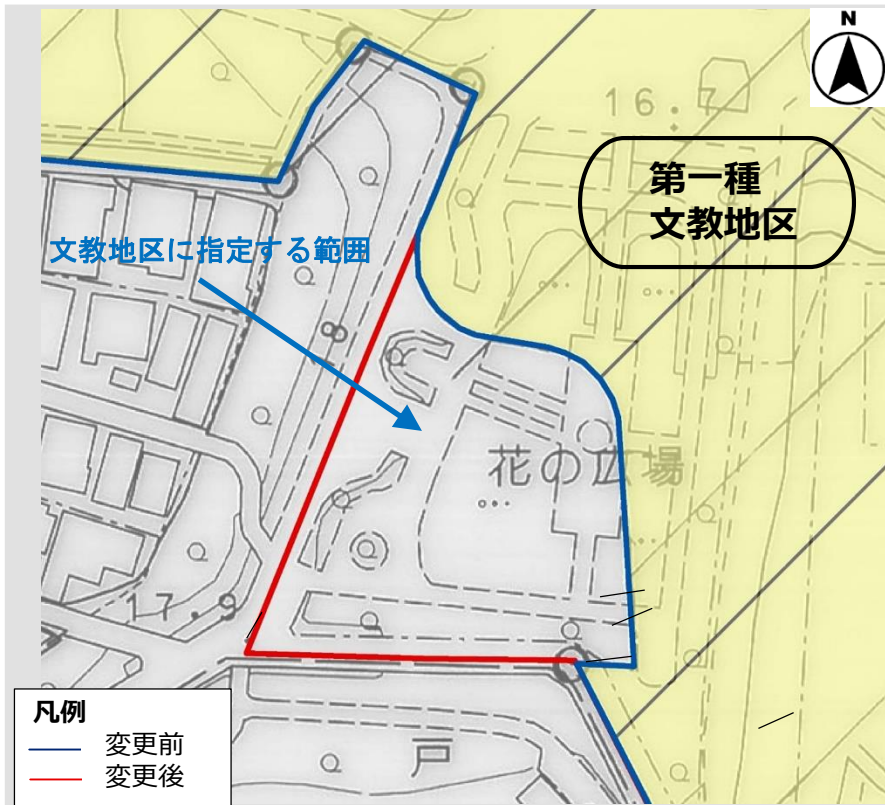 N
16.7
第一種
文教地区
文教地区に指定する範囲
18
花の広場
17.9
戸
凡例
変更前
変更後